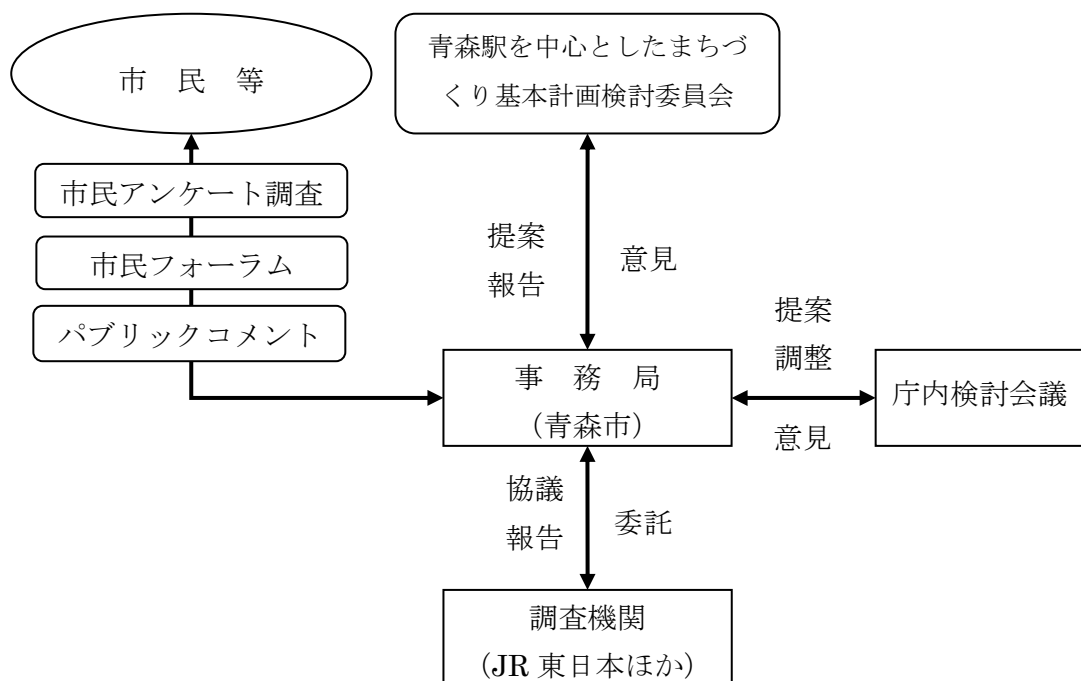 市　民　等
青森駅を中心としたまちづ
くり基本計画検討委員会
市民アンケート調査
市民フォーラム
パブリックコメント
提案
報告
意見
提案
調整
意見
事　務　局
（青森市）
庁内検討会議
協議
報告
委託
調査機関
（JR 東日本ほか）